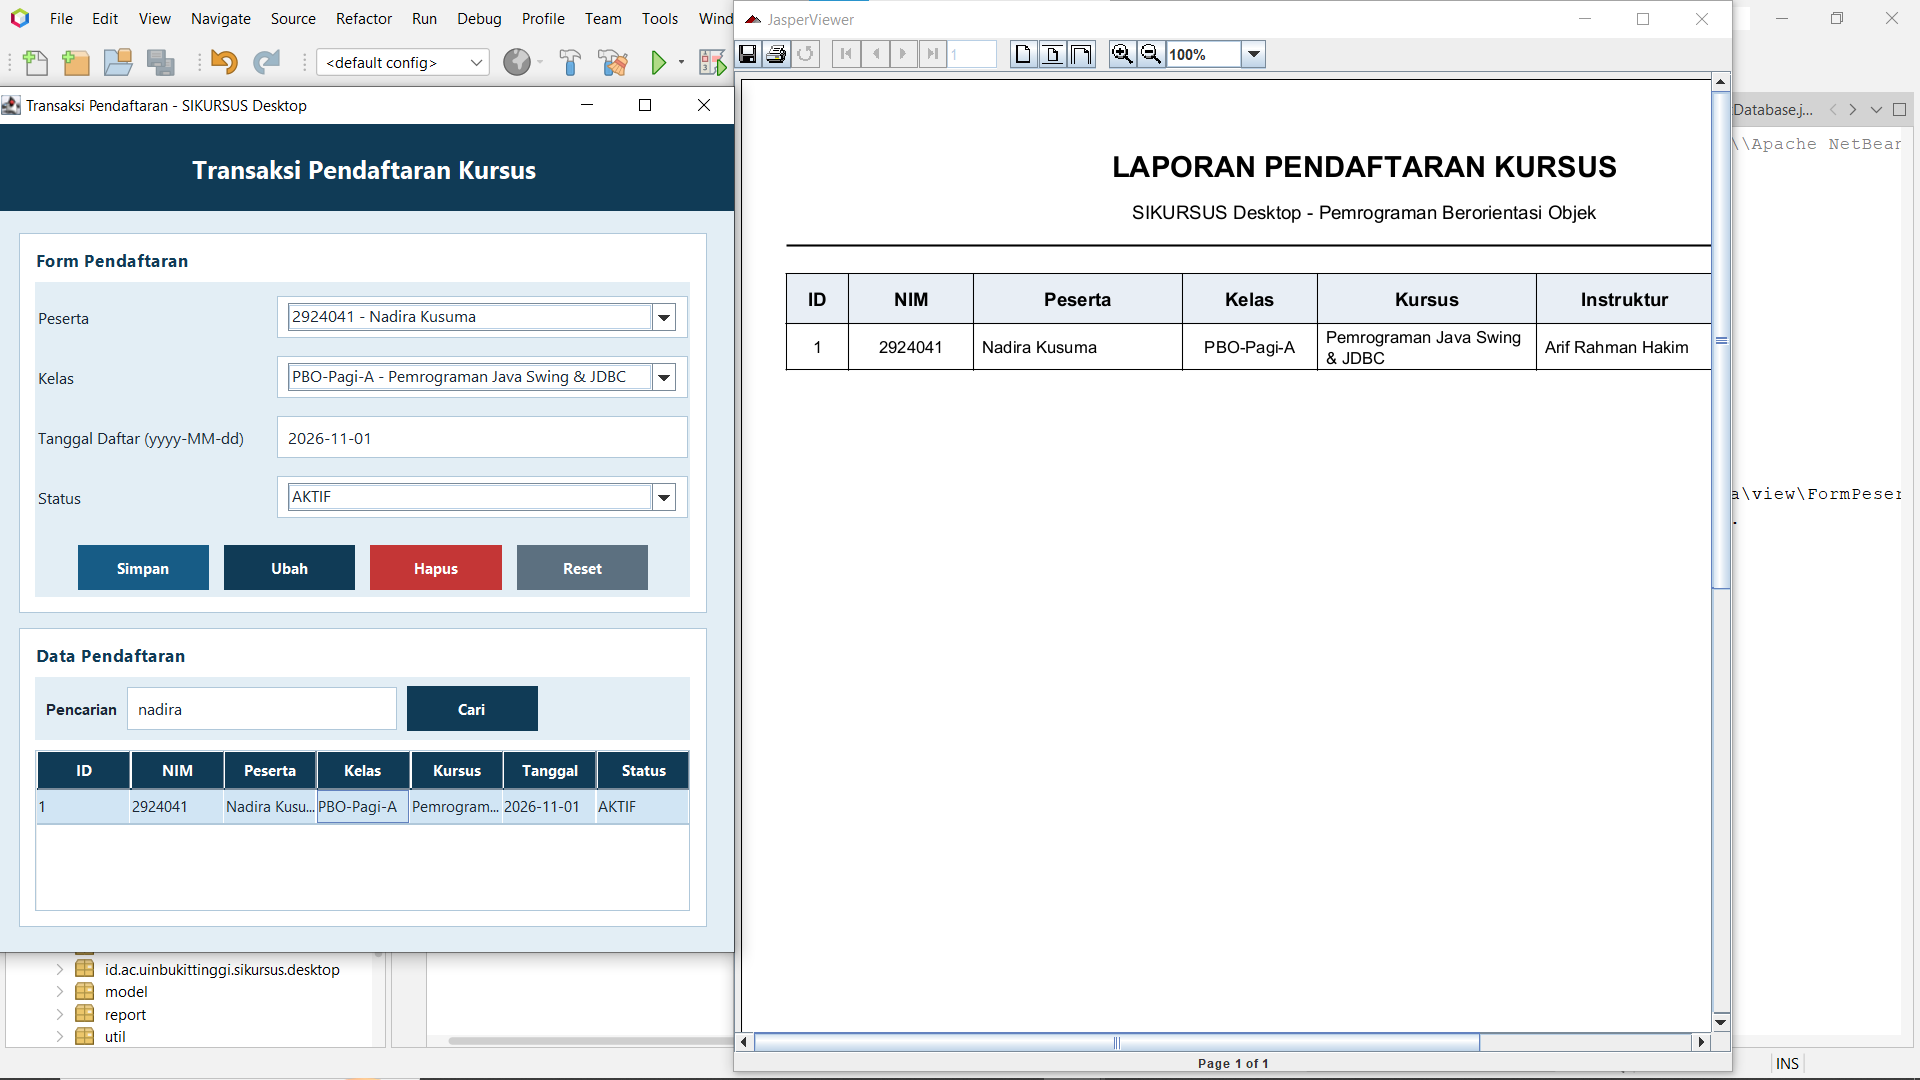 File Edit View Navigate Source Refactor Run Debug Profile Team Tools Wind
<default config>
Transaksi Pendaftaran - SIKURSUS Desktop
Transaksi Pendaftaran Kursus
Form Pendaftaran
Peserta
2924041 - Nadira Kusuma
Kelas
PBO-Pagi-A - Pemrograman Java Swing & JDBC
Tanggal Daftar (yyyy-MM-dd)
2026-11-01
Status
AKTIF
Simpan Ubah Hapus Reset
Data Pendaftaran
Pencarian nadira Cari
ID NIM Peserta Kelas Kursus Tanggal Status
1 2924041 Nadira Kusu... PBO-Pagi-A Pemrogram... 2026-11-01 AKTIF
id.ac.uinbukittinggi.sikursus.desktop
model
report
util
JasperViewer
1 100%
LAPORAN PENDAFTARAN KURSUS
SIKURSUS Desktop - Pemrograman Berorientasi Objek
ID NIM Peserta Kelas Kursus Instruktur
1 2924041 Nadira Kusuma PBO-Pagi-A Pemrograman Java Swing & JDBC Arif Rahman Hakim
Page 1 of 1
Database.j...
\\Apache NetBear
a\view\FormPeser
.
INS